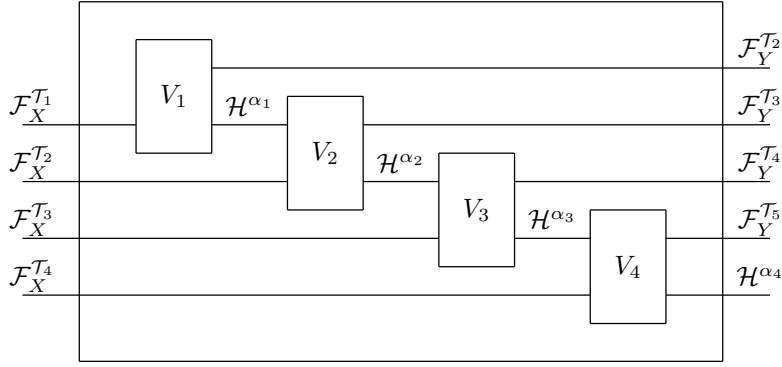 $\mathcal{F}_Y^{\mathcal{T}_2}$
$V_1$
$\mathcal{F}_X^{\mathcal{T}_1}$ $\mathcal{H}^{\alpha_1}$ $\mathcal{F}_Y^{\mathcal{T}_3}$
$V_2$
$\mathcal{F}_X^{\mathcal{T}_2}$ $\mathcal{H}^{\alpha_2}$ $\mathcal{F}_Y^{\mathcal{T}_4}$
$V_3$
$\mathcal{F}_X^{\mathcal{T}_3}$ $\mathcal{H}^{\alpha_3}$ $\mathcal{F}_Y^{\mathcal{T}_5}$
$V_4$
$\mathcal{F}_X^{\mathcal{T}_4}$ $\mathcal{H}^{\alpha_4}$